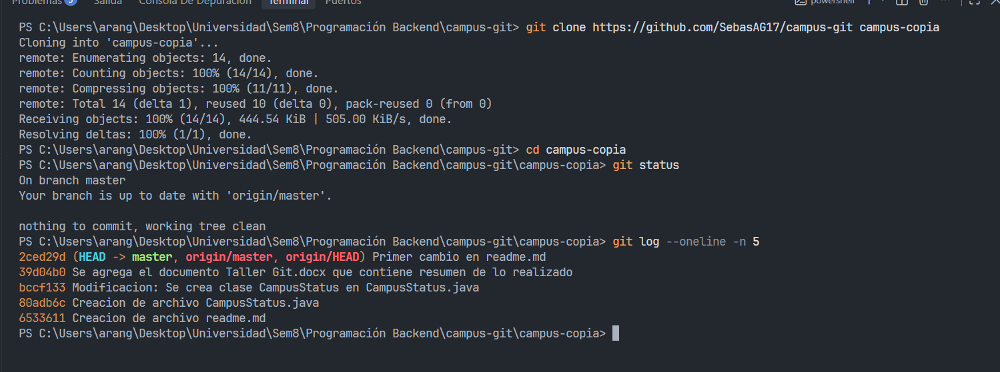 Problemas 3 Salida Consola De Depuración Terminal Puertos powershell
PS C:\Users\arang\Desktop\Universidad\Sem8\Programación Backend\campus-git> git clone https://github.com/SebasAG17/campus-git campus-copia
Cloning into 'campus-copia'...
remote: Enumerating objects: 14, done.
remote: Counting objects: 100% (14/14), done.
remote: Compressing objects: 100% (11/11), done.
remote: Total 14 (delta 1), reused 10 (delta 0), pack-reused 0 (from 0)
Receiving objects: 100% (14/14), 444.54 KiB | 505.00 KiB/s, done.
Resolving deltas: 100% (1/1), done.
PS C:\Users\arang\Desktop\Universidad\Sem8\Programación Backend\campus-git> cd campus-copia
PS C:\Users\arang\Desktop\Universidad\Sem8\Programación Backend\campus-git\campus-copia> git status
On branch master
Your branch is up to date with 'origin/master'.
nothing to commit, working tree clean
PS C:\Users\arang\Desktop\Universidad\Sem8\Programación Backend\campus-git\campus-copia> git log --oneline -n 5
2ced29d (HEAD -> master, origin/master, origin/HEAD) Primer cambio en readme.md
39d04b0 Se agrega el documento Taller Git.docx que contiene resumen de lo realizado
bccf133 Modificacion: Se crea clase CampusStatus en CampusStatus.java
80adb6c Creacion de archivo CampusStatus.java
6533611 Creacion de archivo readme.md
PS C:\Users\arang\Desktop\Universidad\Sem8\Programación Backend\campus-git\campus-copia>